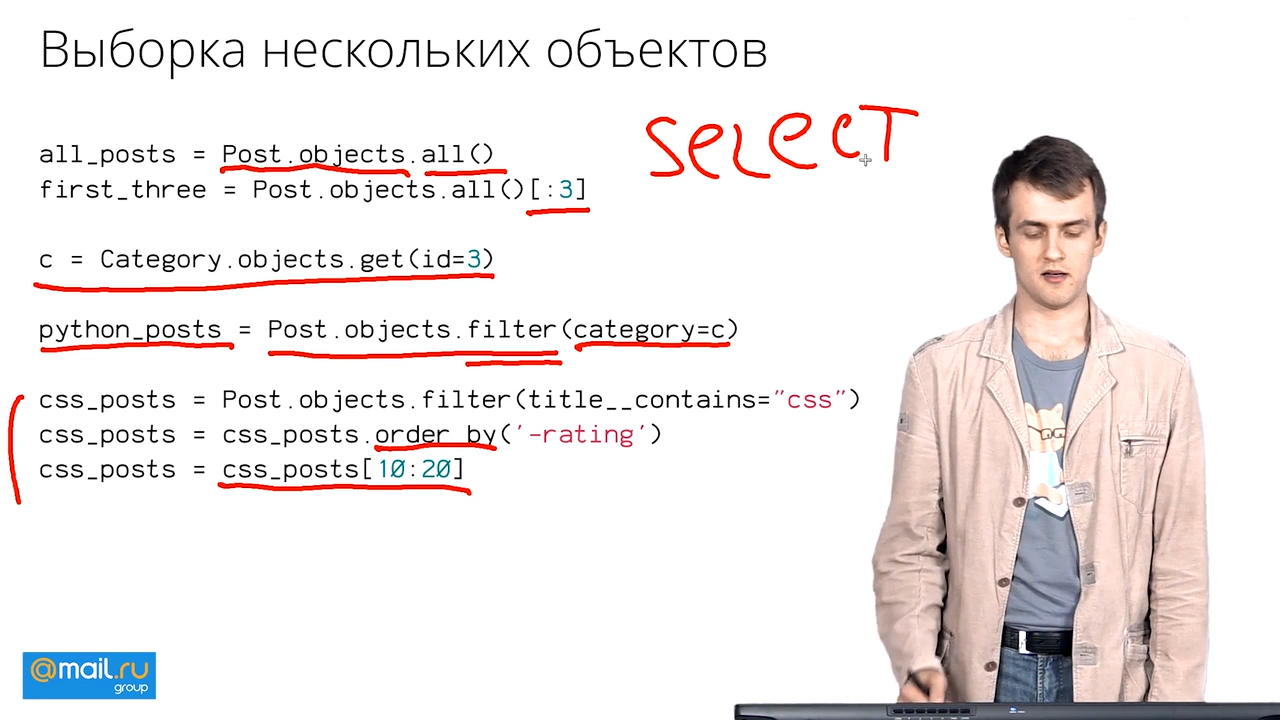 Выборка нескольких объектов
SELECT
all_posts = Post.objects.all()
first_three = Post.objects.all()[:3]
c = Category.objects.get(id=3)
python_posts = Post.objects.filter(category=c)
css_posts = Post.objects.filter(title__contains="css")
css_posts = css_posts.order_by('-rating')
css_posts = css_posts[10:20]
@mail.ru
group